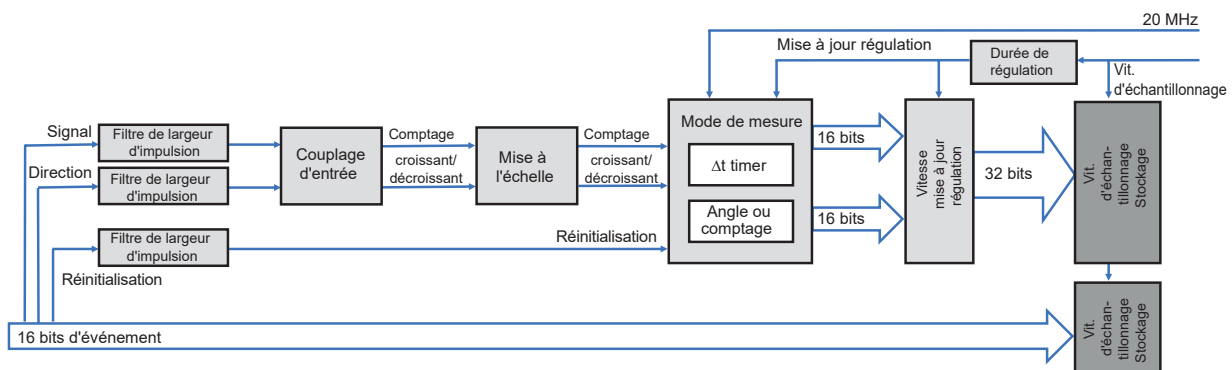 20 MHz
Mise à jour régulation
Durée de
régulation
Vit.
d'échantillonnage
Signal
Filtre de largeur
d'impulsion
Direction
Filtre de largeur
d'impulsion
Couplage
d'entrée
Comptage
croissant/
décroissant
Mise à
l'échelle
Comptage
croissant/
décroissant
Mode de mesure
Δt timer
Angle ou
comptage
16 bits
16 bits
Vitesse
mise à jour
régulation
32 bits
Vit.
d'échan-
tillonnage
Stockage
Filtre de largeur
d'impulsion
Réinitialisation
Réinitialisation
16 bits d'événement
Vit.
d'échan-
tillonnage
Stockage